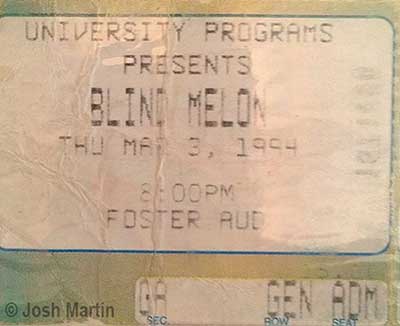 UNIVERSITY PROGRAMS
PRESENTS
BLIND MELON
THU MAR 3, 1994
8:00PM
FOSTER AUD
GA GEN ADM
SEC. ROW SEAT
© Josh Martin